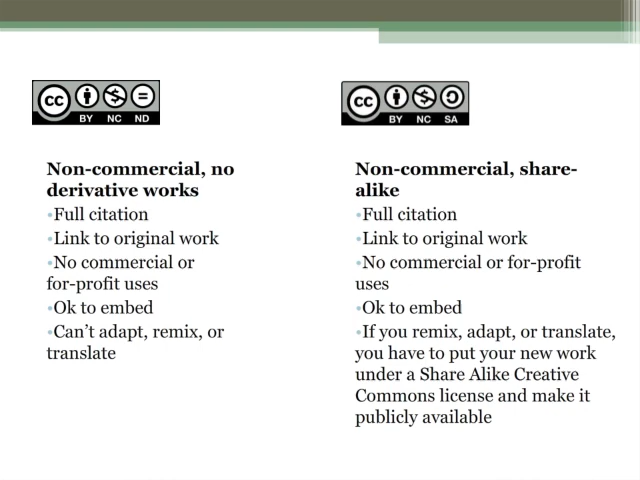 cc
BY NC ND
Non-commercial, no
derivative works
•Full citation
•Link to original work
•No commercial or
for-profit uses
•Ok to embed
•Can’t adapt, remix, or
translate
cc
BY NC SA
Non-commercial, share-
alike
•Full citation
•Link to original work
•No commercial or for-profit
uses
•Ok to embed
•If you remix, adapt, or translate,
you have to put your new work
under a Share Alike Creative
Commons license and make it
publicly available